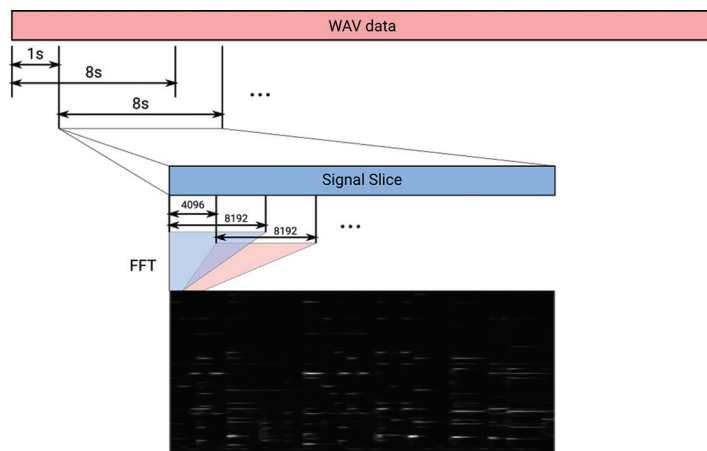 WAV data
1s
8s
8s
...
Signal Slice
4096
8192
8192
...
FFT